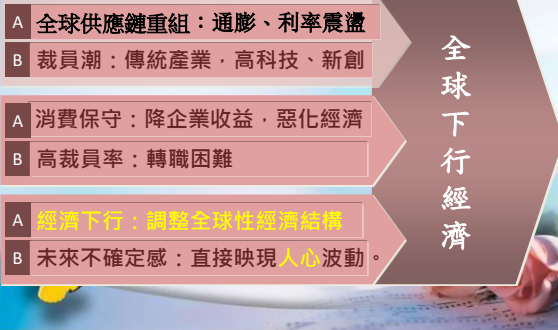 A 全球供應鏈重組：通膨、利率震盪
B 裁員潮：傳統產業，高科技、新創
A 消費保守：降企業收益，惡化經濟
B 高裁員率：轉職困難
A 經濟下行：調整全球性經濟結構
B 未來不確定感：直接映現人心波動。
全球下行經濟